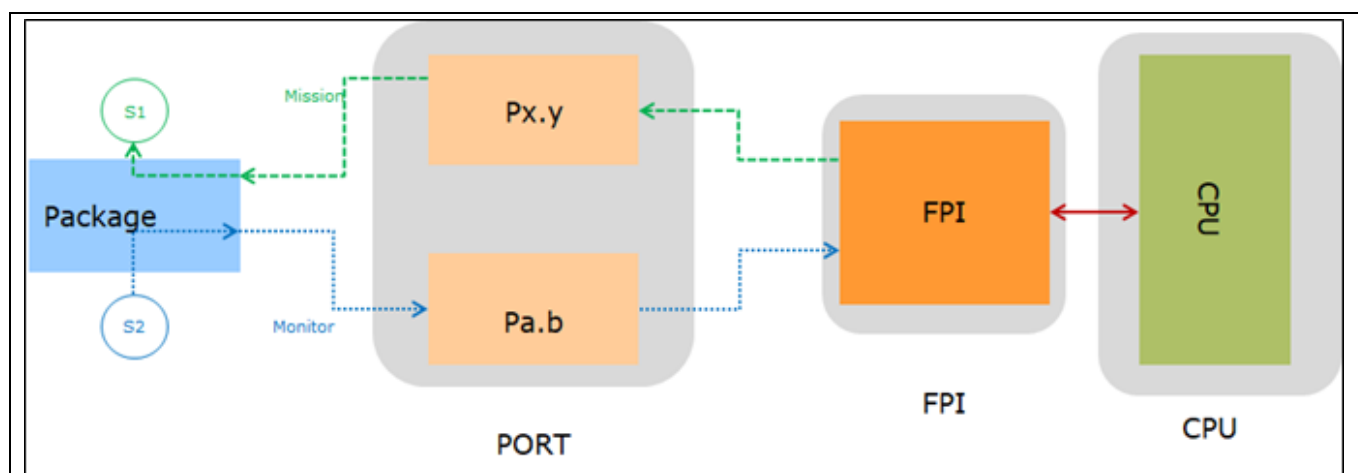 S1
Mission
Px.y
Package
FPI
CPU
S2
Monitor
Pa.b
FPI
PORT
CPU